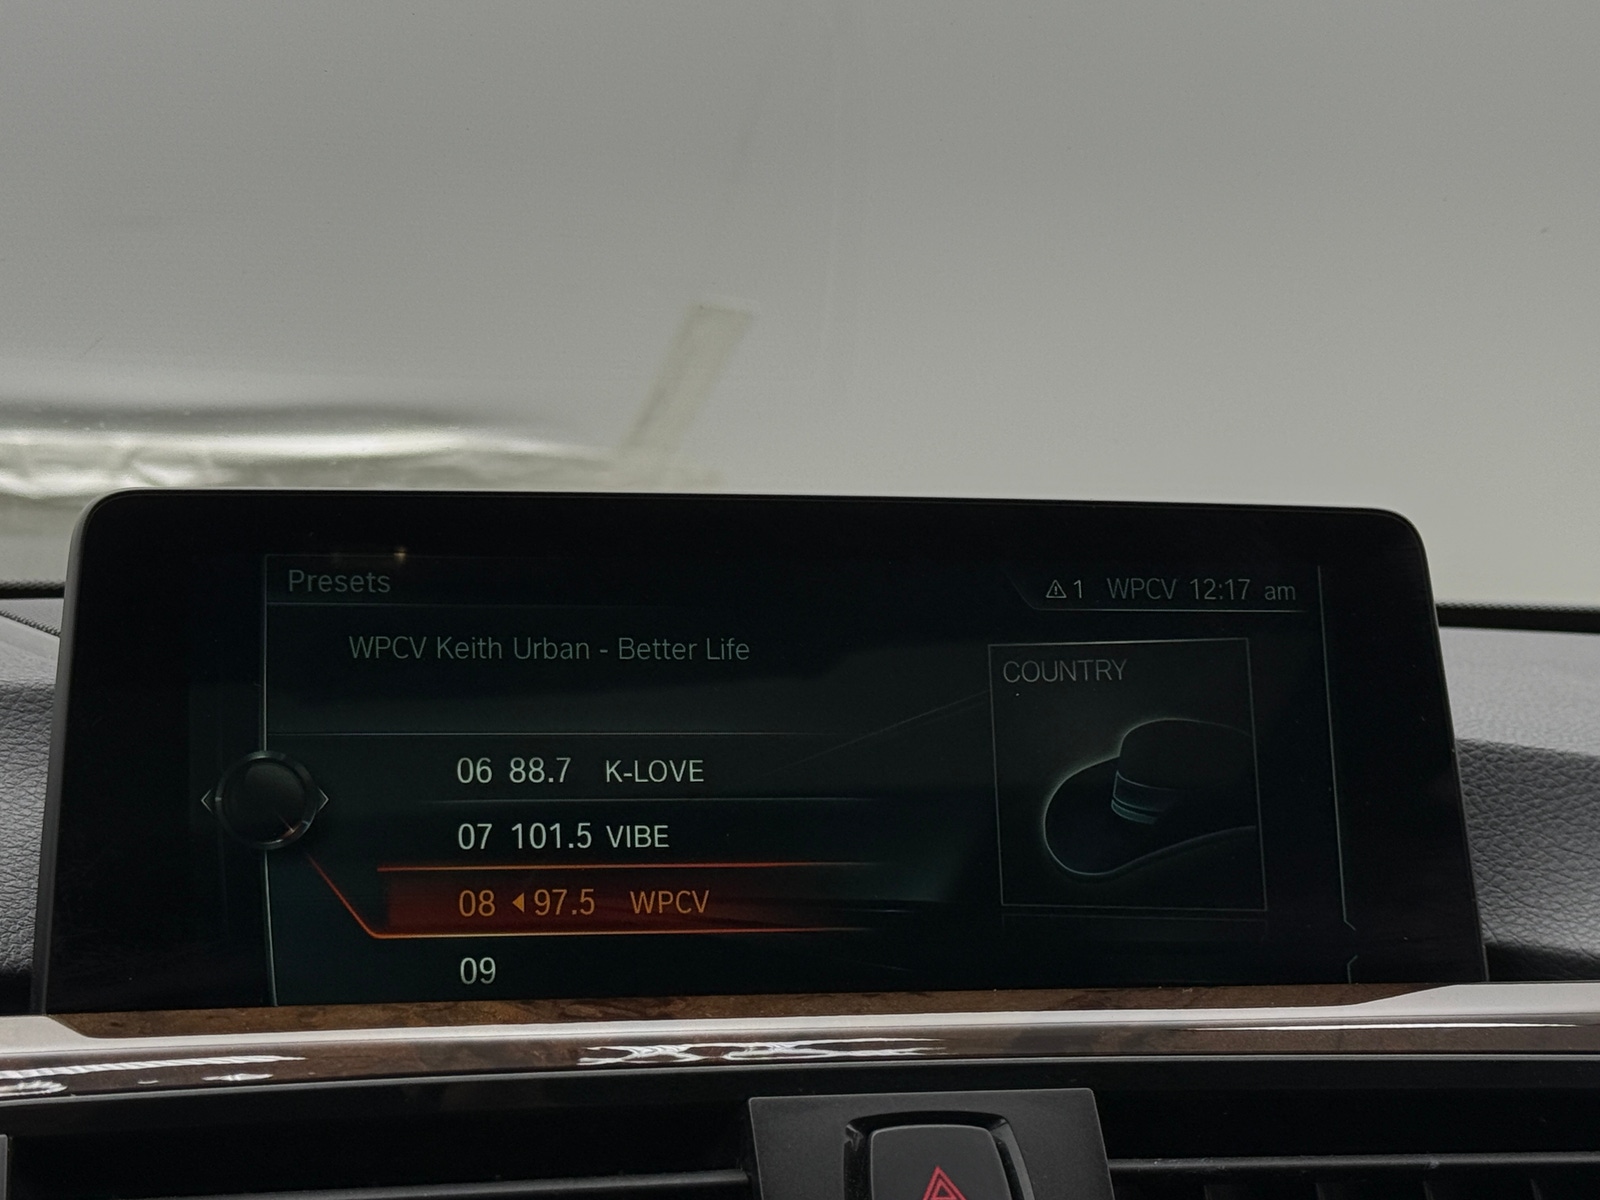 Presets
1 WPCV 12:17 am
WPCV Keith Urban - Better Life
COUNTRY
06 88.7 K-LOVE
07 101.5 VIBE
08 97.5 WPCV
09